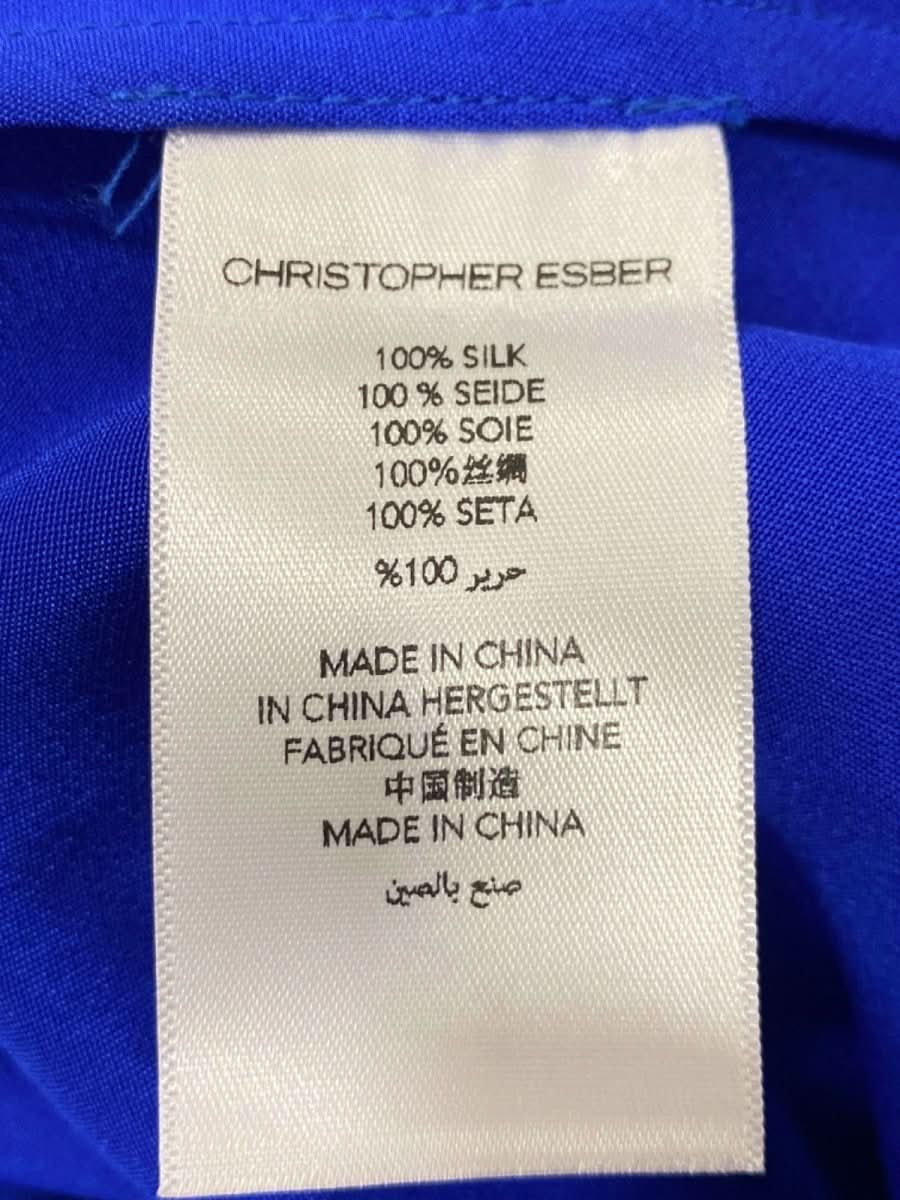 CHRISTOPHER ESBER
100% SILK
100 % SEIDE
100% SOIE
100%丝绸
100% SETA
حرير 100%
MADE IN CHINA
IN CHINA HERGESTELLT
FABRIQUÉ EN CHINE
中国制造
MADE IN CHINA
صنع بالصين